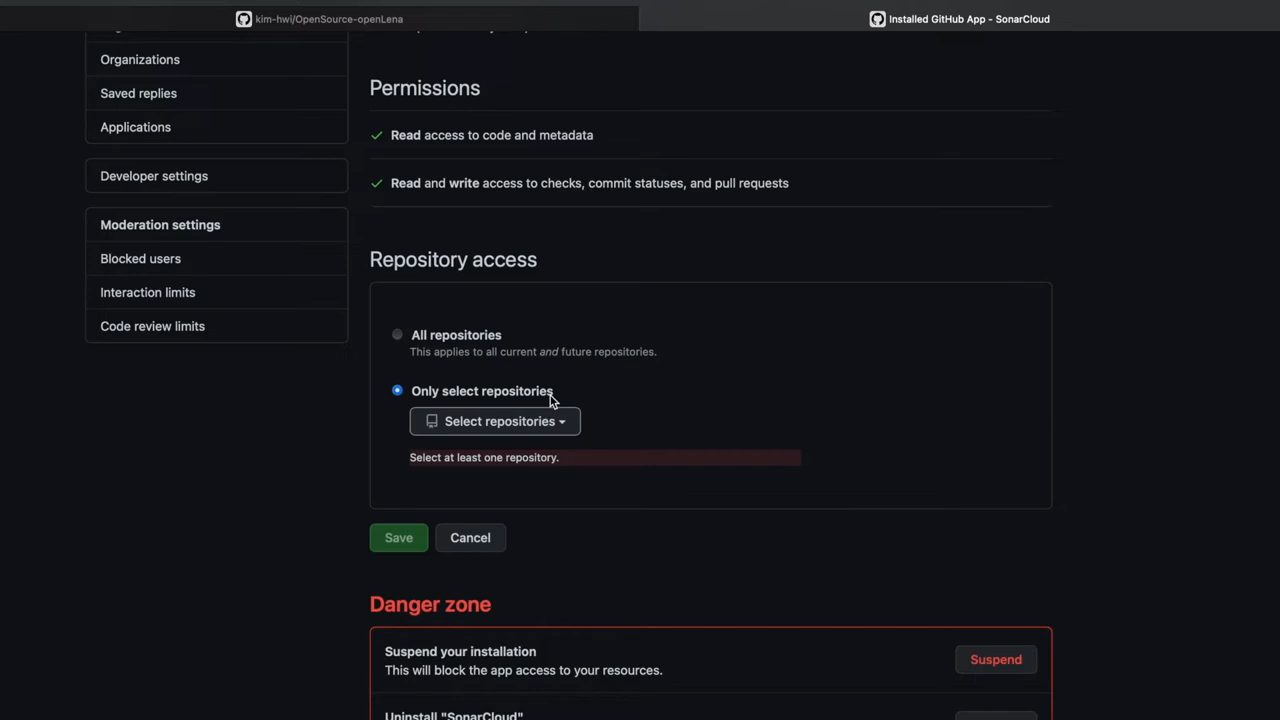 kim-hwi/OpenSource-openLena
Installed GitHub App - SonarCloud
Organizations
Saved replies
Applications
Developer settings
Moderation settings
Blocked users
Interaction limits
Code review limits
Permissions
Read access to code and metadata
Read and write access to checks, commit statuses, and pull requests
Repository access
All repositories
This applies to all current and future repositories.
Only select repositories
Select repositories
Select at least one repository.
Save
Cancel
Danger zone
Suspend your installation
This will block the app access to your resources.
Suspend
Uninstall "SonarCloud"